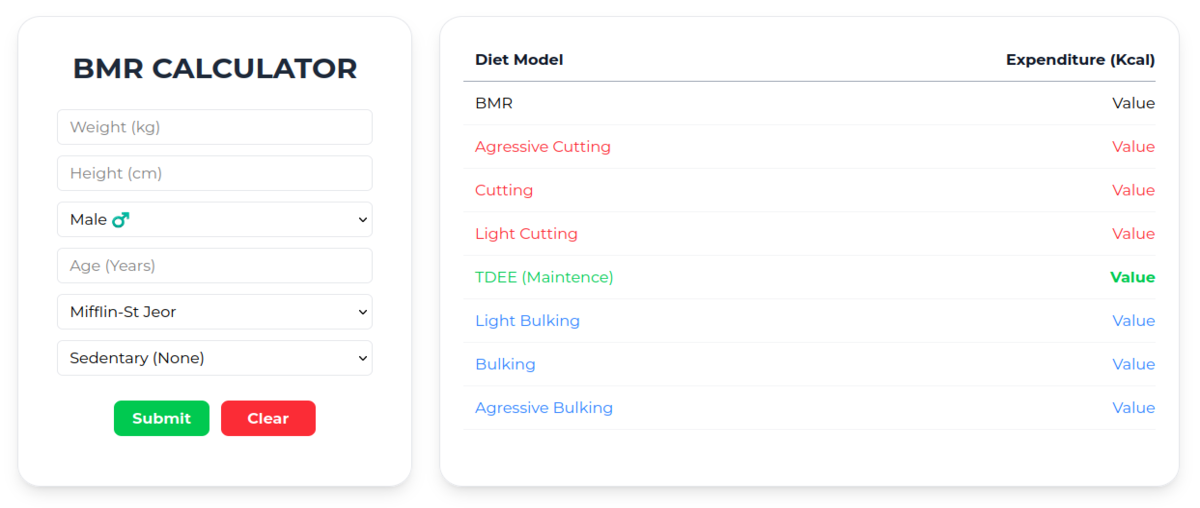 BMR CALCULATOR
Weight (kg)
Height (cm)
Male ♂
Age (Years)
Mifflin-St Jeor
Sedentary (None)
Submit Clear
Diet Model Expenditure (Kcal)
BMR Value
Agressive Cutting Value
Cutting Value
Light Cutting Value
TDEE (Maintence) Value
Light Bulking Value
Bulking Value
Agressive Bulking Value